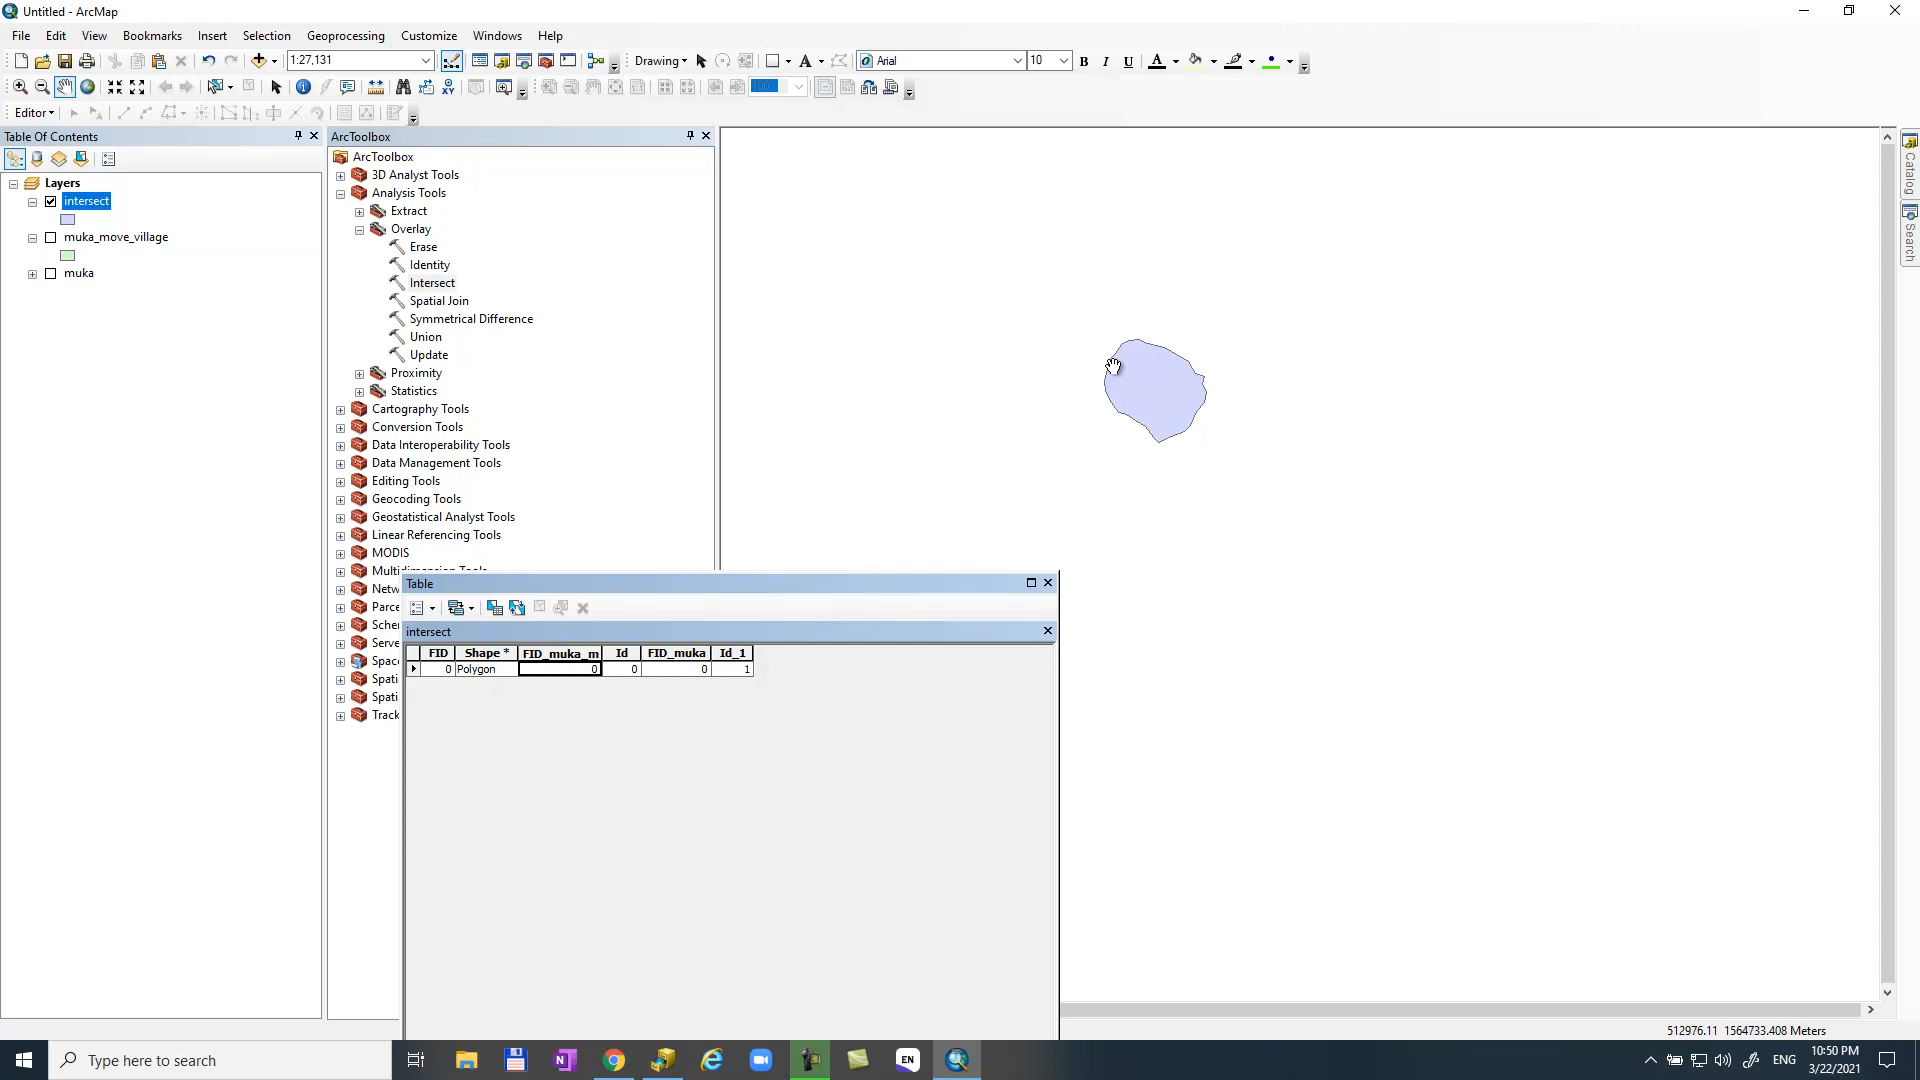 Untitled - ArcMap
File Edit View Bookmarks Insert Selection Geoprocessing Customize Windows Help
1:27,131 Drawing Arial 10 B I U A
Editor
Table Of Contents
Layers
intersect
muka_move_village
muka
ArcToolbox
ArcToolbox
3D Analyst Tools
Analysis Tools
Extract
Overlay
Erase
Identity
Intersect
Spatial Join
Symmetrical Difference
Union
Update
Proximity
Statistics
Cartography Tools
Conversion Tools
Data Interoperability Tools
Data Management Tools
Editing Tools
Geocoding Tools
Geostatistical Analyst Tools
Linear Referencing Tools
MODIS
Netw
Parce
Sche
Serve
Spac
Spati
Spati
Track
Table
intersect
FID Shape * FID_muka_m Id FID_muka Id_1
0 Polygon 0 0 0 1
Catalog
Search
512976.11 1564733.408 Meters
Type here to search
EN
ENG
10:50 PM
3/22/2021